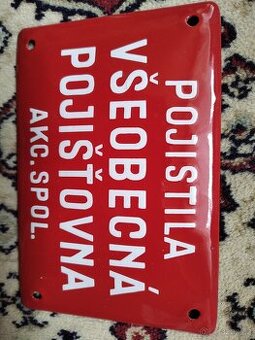 POJISTILA
VŠEOBECNÁ
POJIŠŤOVNA
AKC. SPOL.